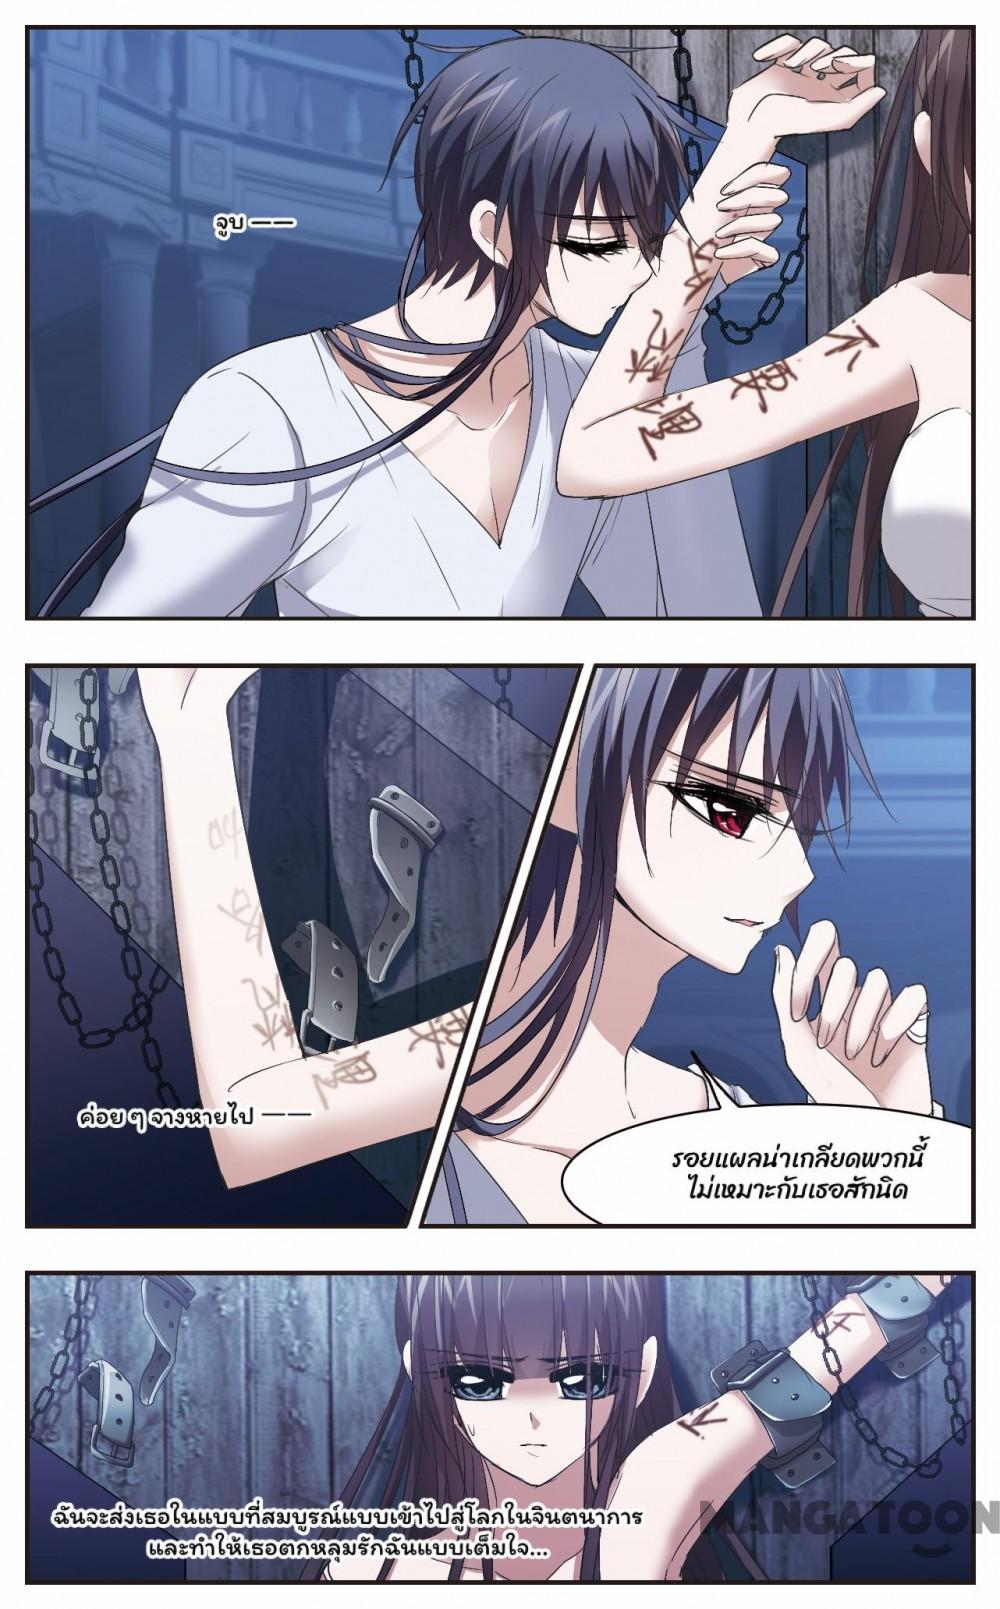 จูบ ——
不
要
瀑
ค่อยๆ จางหายไป ——
要
รอยแผลน่าเกลียดพวกนี้
ไม่เหมาะกับเธอสักนิด
ฉันจะส่งเธอในแบบที่สมบูรณ์แบบเข้าไปสู่โลกในจินตนาการ
และทำให้เธอตกหลุมรักฉันแบบเต็มใจ...
MANGATOON